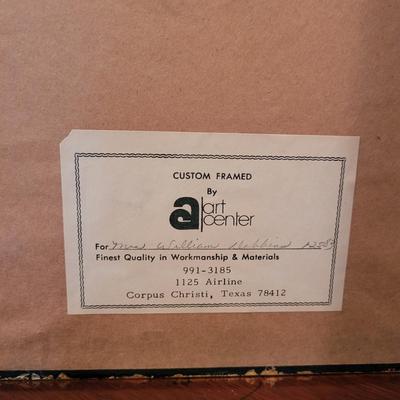 CUSTOM FRAMED
By
a art
center
For Mrs William
Finest Quality in Workmanship & Materials
991-3185
1125 Airline
Corpus Christi, Texas 78412